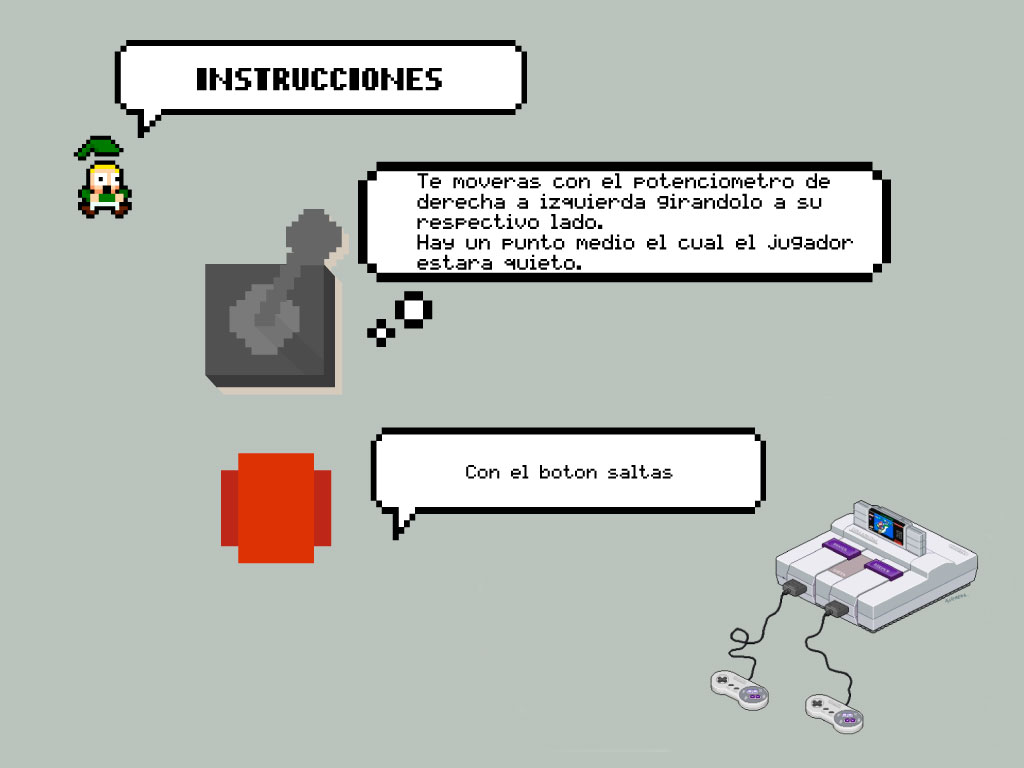 INSTRUCCIONES
Te moveras con el potenciometro de
derecha a izquierda girandolo a su
respectivo lado.
Hay un punto medio el cual el jugador
estara quieto.
Con el boton saltas